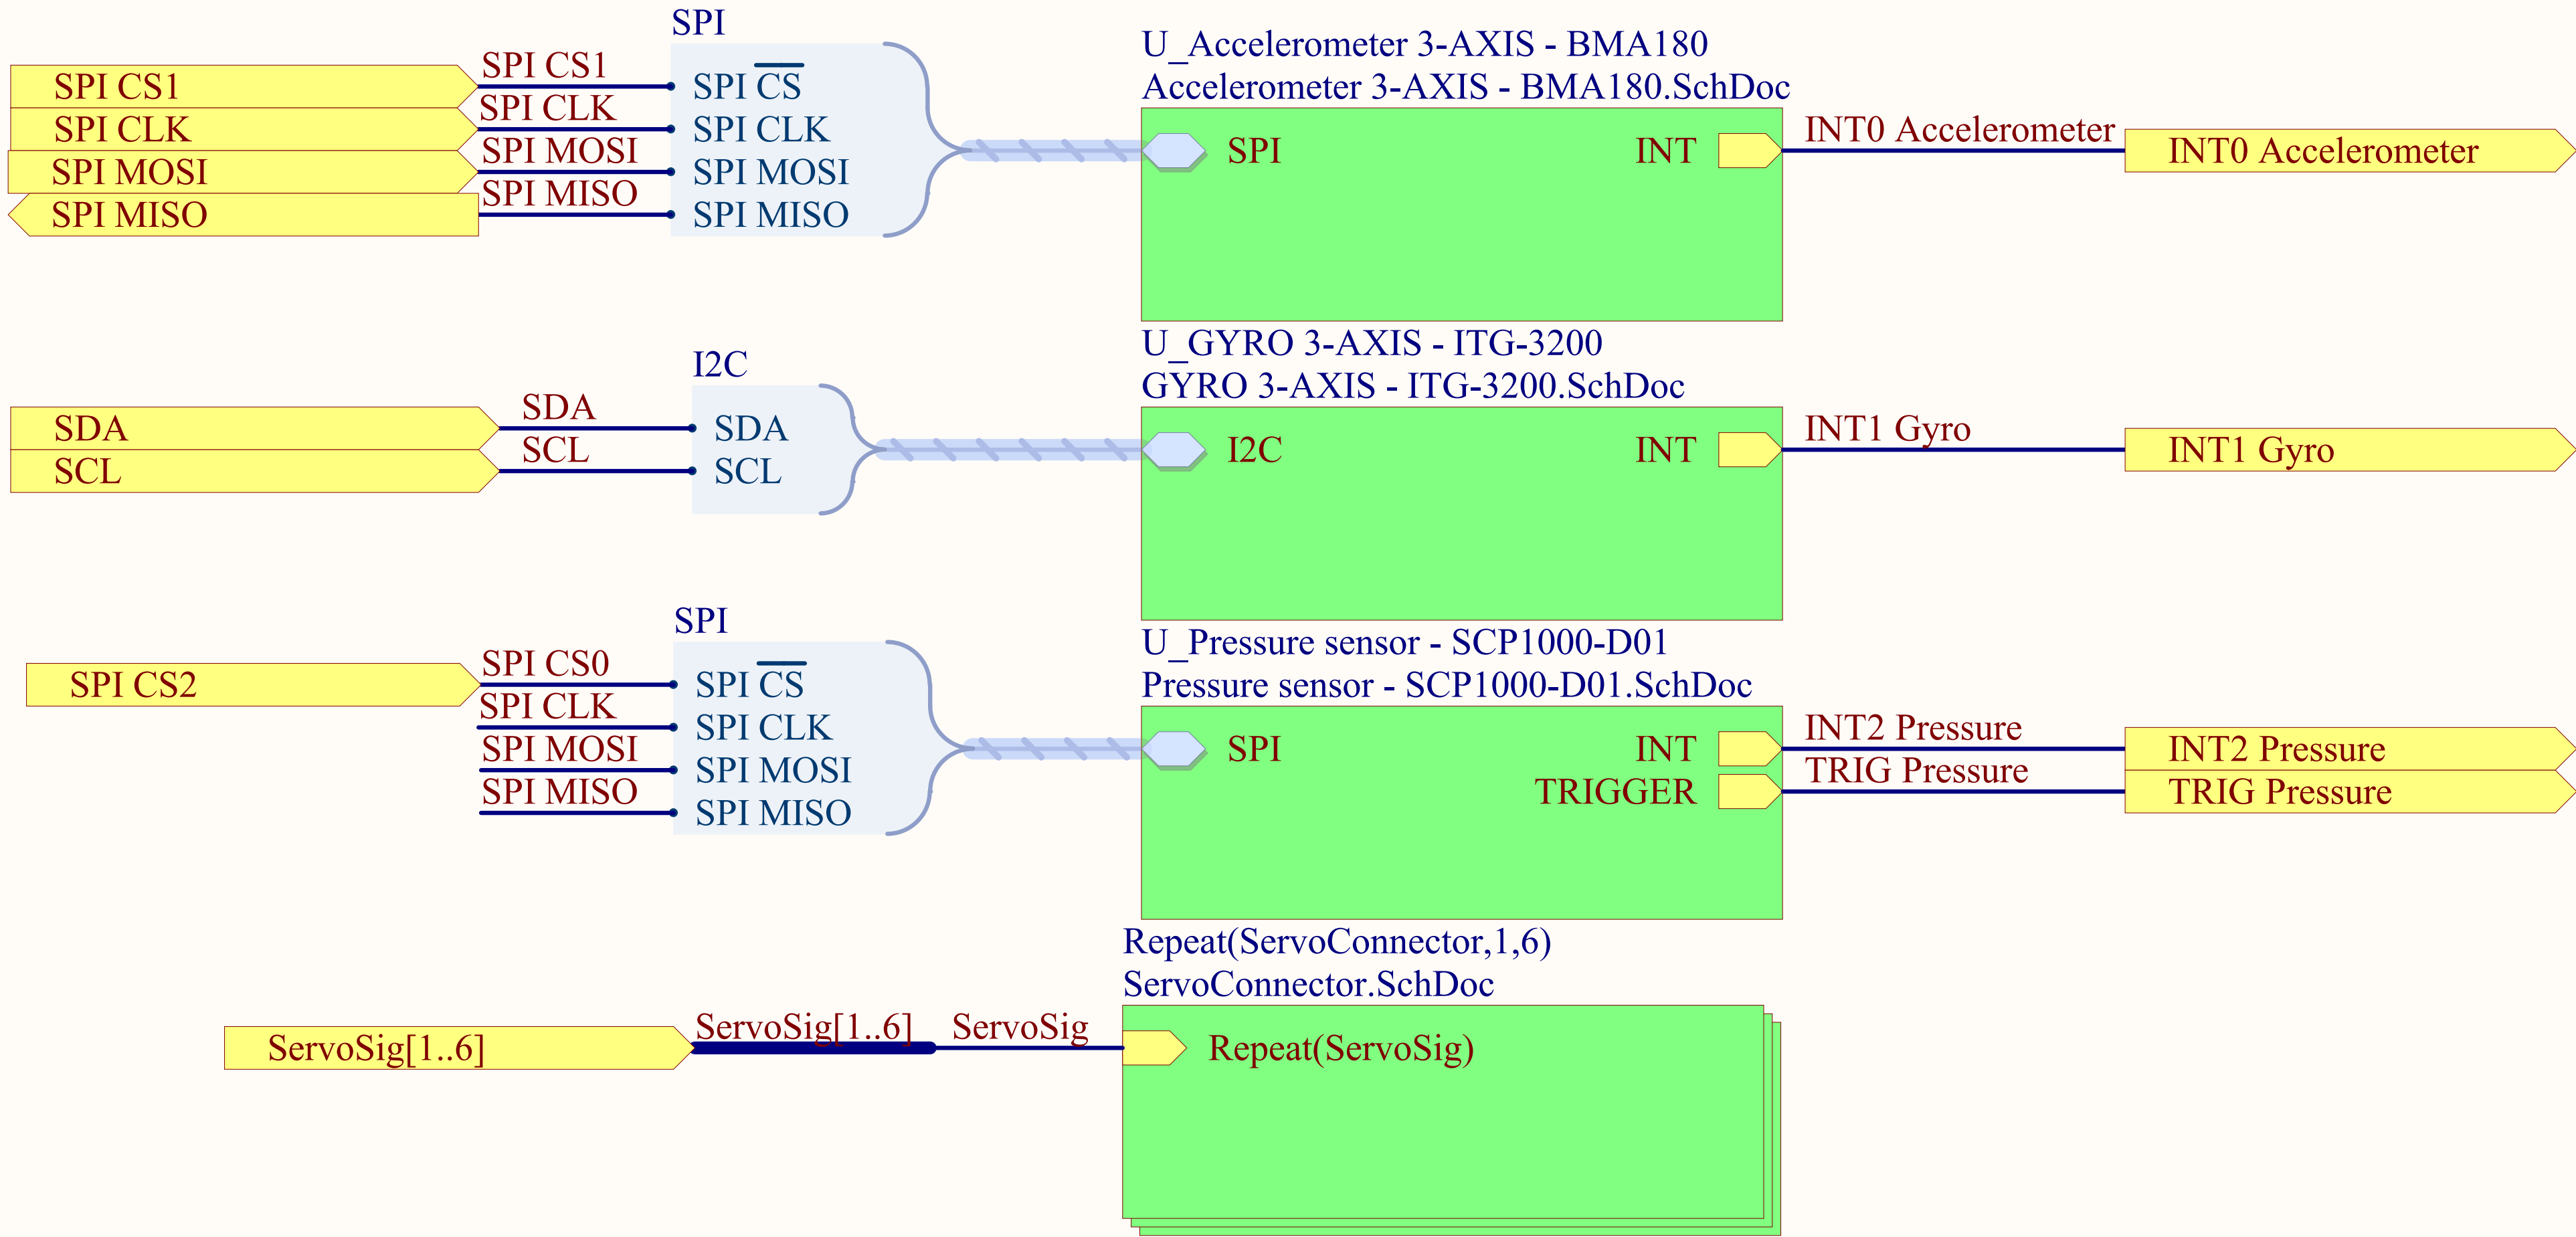 SPI
U_Accelerometer 3-AXIS - BMA180
Accelerometer 3-AXIS - BMA180.SchDoc
SPI CS1 SPI CS1 SPI CS
SPI CLK SPI CLK SPI CLK
SPI MOSI SPI MOSI SPI MOSI
SPI MISO SPI MISO SPI MISO
SPI INT INT0 Accelerometer INT0 Accelerometer
U_GYRO 3-AXIS - ITG-3200
GYRO 3-AXIS - ITG-3200.SchDoc
I2C
SDA SDA SDA
SCL SCL SCL
I2C INT INT1 Gyro INT1 Gyro
SPI
U_Pressure sensor - SCP1000-D01
Pressure sensor - SCP1000-D01.SchDoc
SPI CS2 SPI CS0 SPI CS
SPI CLK SPI CLK
SPI MOSI SPI MOSI
SPI MISO SPI MISO
SPI INT INT2 Pressure INT2 Pressure
TRIGGER TRIG Pressure TRIG Pressure
Repeat(ServoConnector,1,6)
ServoConnector.SchDoc
ServoSig[1..6] ServoSig[1..6] ServoSig Repeat(ServoSig)